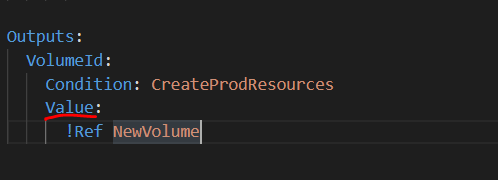 Outputs:
VolumeId:
Condition: CreateProdResources
Value:
!Ref NewVolume